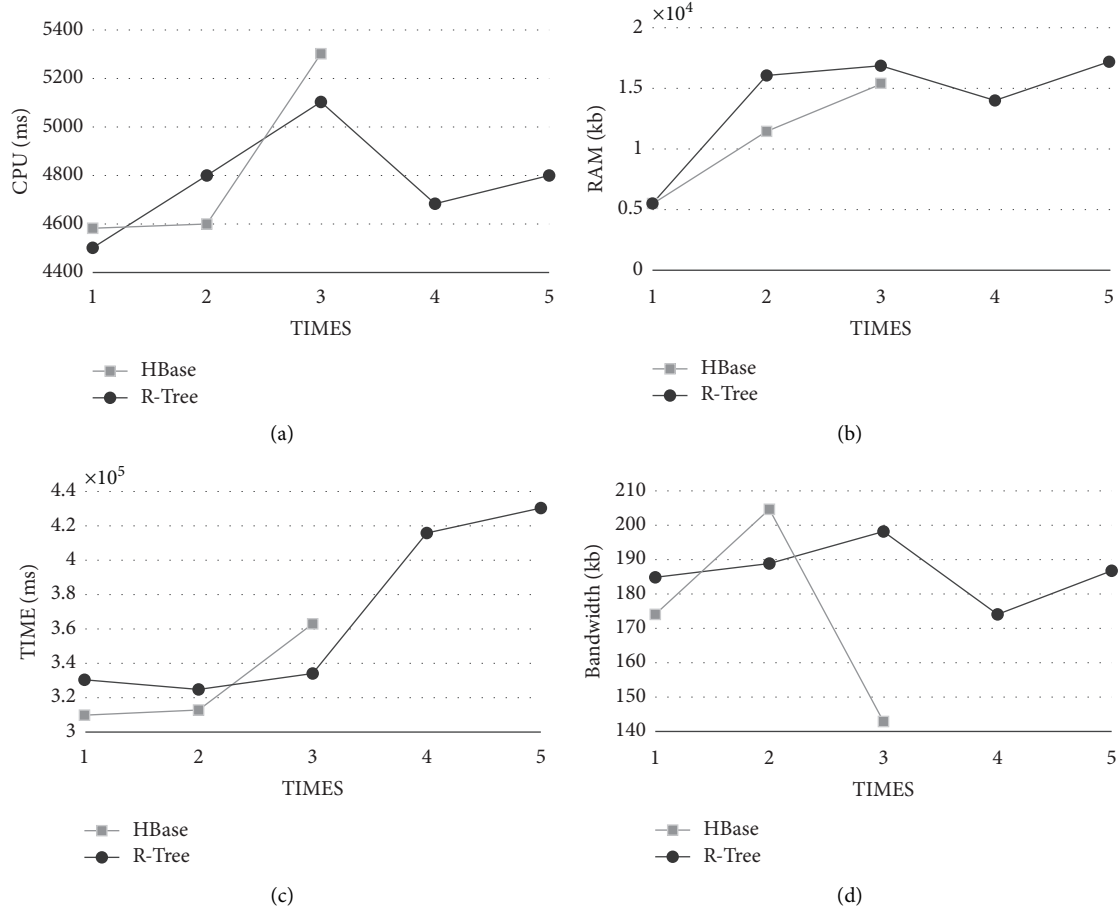 5400
5200
5000
4800
4600
4400
CPU (ms)
1 2 3 4 5
TIMES
HBase
R-Tree
(a)
×10⁴
2
1.5
1
0.5
0
RAM (kb)
1 2 3 4 5
TIMES
HBase
R-Tree
(b)
×10⁵
4.4
4.2
4
3.8
3.6
3.4
3.2
3
TIME (ms)
1 2 3 4 5
TIMES
HBase
R-Tree
(c)
210
200
190
180
170
160
150
140
Bandwidth (kb)
1 2 3 4 5
TIMES
HBase
R-Tree
(d)